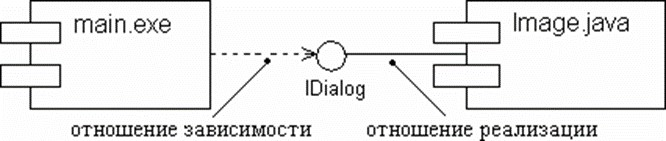 main.exe
Image.java
IDialog
отношение зависимости
отношение реализации